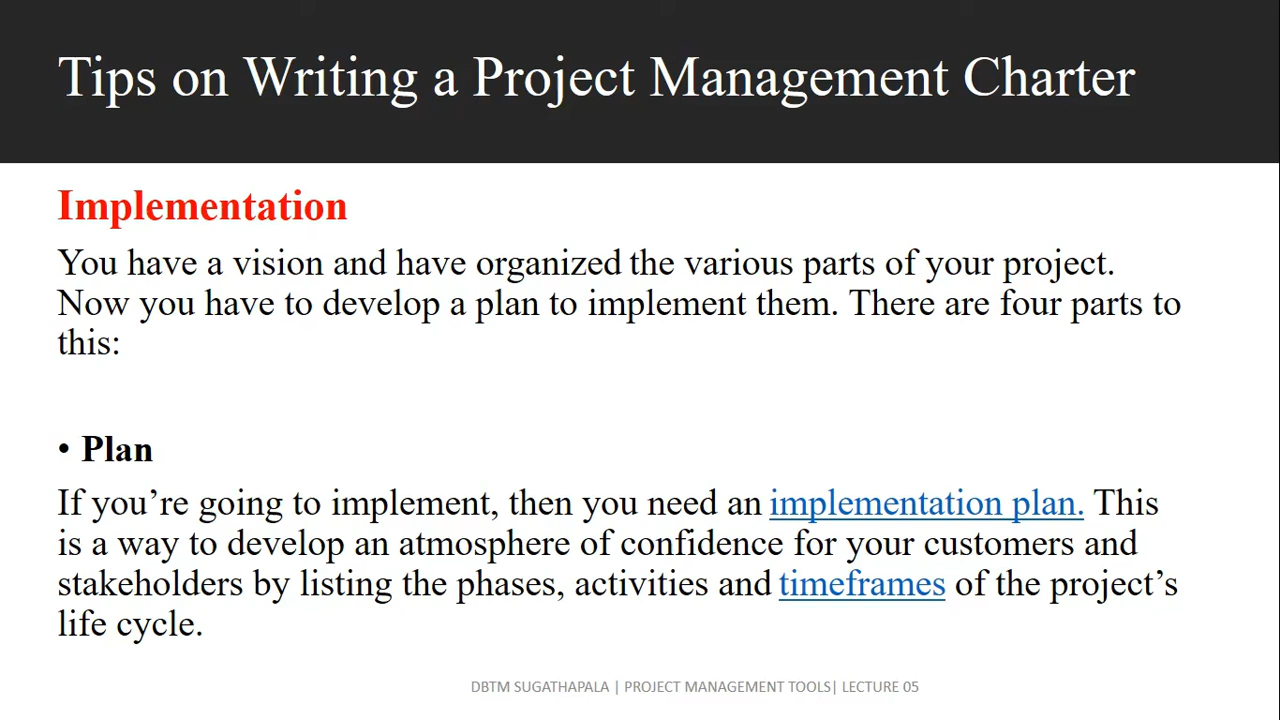 Tips on Writing a Project Management Charter
Implementation
You have a vision and have organized the various parts of your project.
Now you have to develop a plan to implement them. There are four parts to
this:
• Plan
If you’re going to implement, then you need an implementation plan. This
is a way to develop an atmosphere of confidence for your customers and
stakeholders by listing the phases, activities and timeframes of the project’s
life cycle.
DBTM SUGATHAPALA | PROJECT MANAGEMENT TOOLS| LECTURE 05